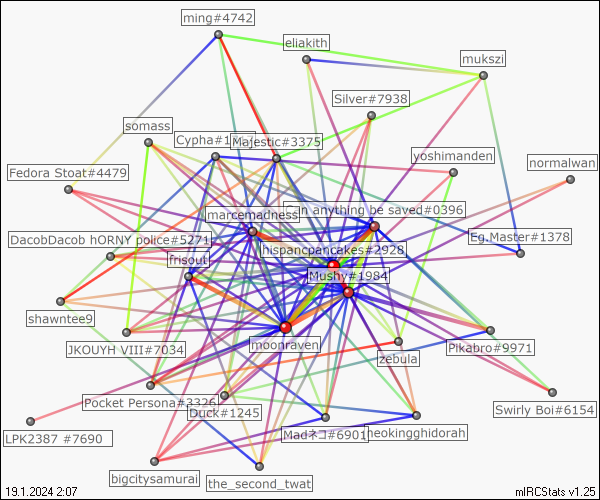 ming#4742
eliakith
mukszi
Silver#7938
somass
Majestic#3375
yoshimanden
normalwan
Fedora Stoat#4479
marcemadness
anything be saved#0396
DacobDacob hORNY police#5271
Eg.Master#1378
hispancpancakes#2928
frisout
Mushy#1984
shawntee9
JKOUYH VIII#7034
moonraven
Pikabro#9971
zebula
Pocket Persona#3326
Duck#1245
Swirly Boi#6154
LPK2387 #7690
Madネコ#6901
neokingghidorah
bigcitysamurai
the_second_twat
19.1.2024 2:07
mIRCStats v1.25